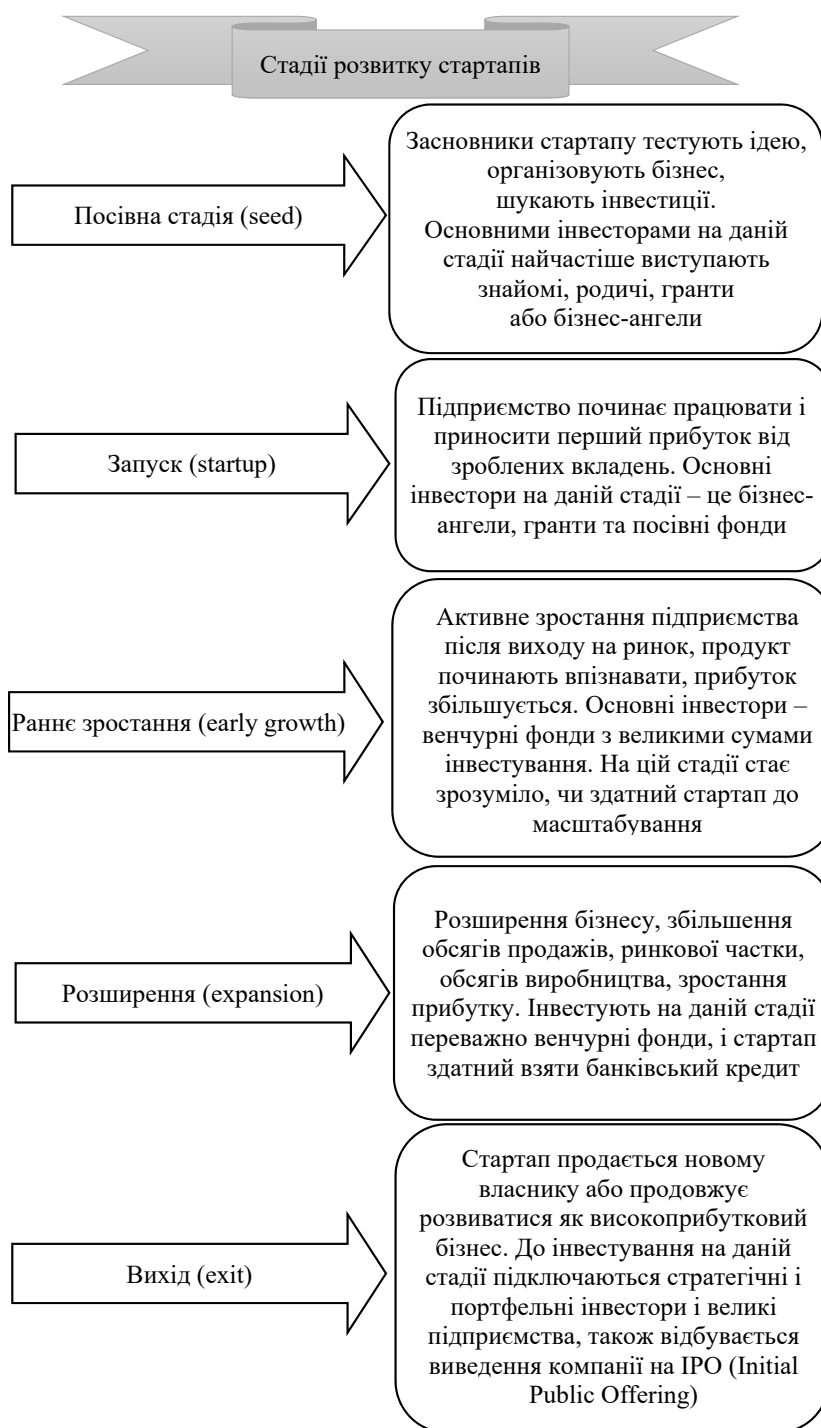 Стадії розвитку стартапів
Посівна стадія (seed)
Засновники стартапу тестують ідею,
організовують бізнес,
шукають інвестиції.
Основними інвесторами на даній
стадії найчастіше виступають
знайомі, родичі, гранти
або бізнес-ангели
Запуск (startup)
Підприємство починає працювати і
приносити перший прибуток від
зроблених вкладень. Основні
інвестори на даній стадії – це бізнес-
ангели, гранти та посівні фонди
Раннє зростання (early growth)
Активне зростання підприємства
після виходу на ринок, продукт
починають впізнавати, прибуток
збільшується. Основні інвестори –
венчурні фонди з великими сумами
інвестування. На цій стадії стає
зрозуміло, чи здатний стартап до
масштабування
Розширення (expansion)
Розширення бізнесу, збільшення
обсягів продажів, ринкової частки,
обсягів виробництва, зростання
прибутку. Інвестують на даній стадії
переважно венчурні фонди, і стартап
здатний взяти банківський кредит
Вихід (exit)
Стартап продається новому
власнику або продовжує
розвиватися як високоприбутковий
бізнес. До інвестування на даній
стадії підключаються стратегічні і
портфельні інвестори і великі
підприємства, також відбувається
виведення компанії на IPO (Initial
Public Offering)